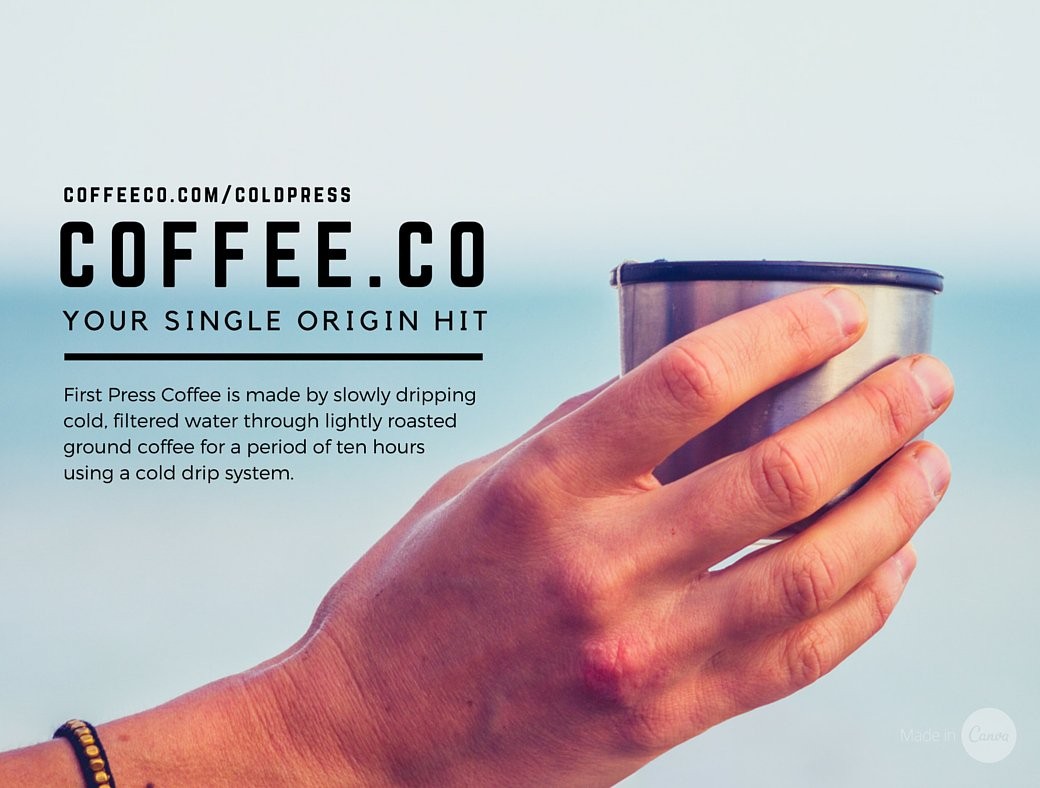 COFFEECO.COM/COLDPRESS
COFFEE.CO
YOUR SINGLE ORIGIN HIT
First Press Coffee is made by slowly dripping
cold, filtered water through lightly roasted
ground coffee for a period of ten hours
using a cold drip system.
Made in Canva